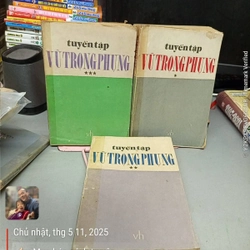 tuyển tập
VŨ TRỌNG PHỤNG
***
tuyển tập
VŨ TRỌNG PHỤNG
*
tuyển tập
VŨ TRỌNG PHỤNG
**
vh
Chủ nhật, thg 5 11, 2025